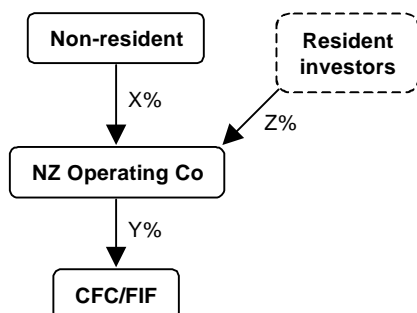 Non-resident
Resident
investors
X%
Z%
NZ Operating Co
Y%
CFC/FIF